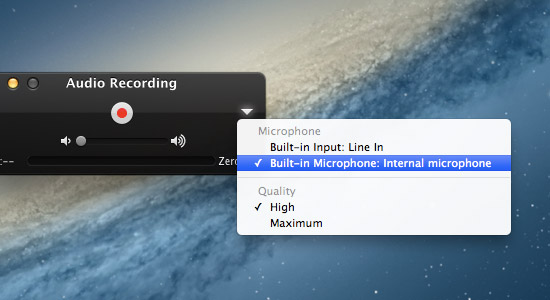 Audio Recording
:--
Zero
Microphone
Built-in Input: Line In
✓ Built-in Microphone: Internal microphone
Quality
✓ High
Maximum